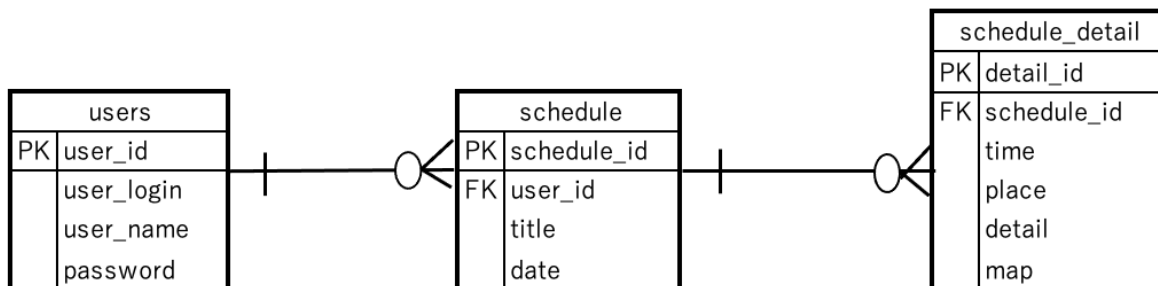 users
PK user_id
user_login
user_name
password
schedule
PK schedule_id
FK user_id
title
date
schedule_detail
PK detail_id
FK schedule_id
time
place
detail
map